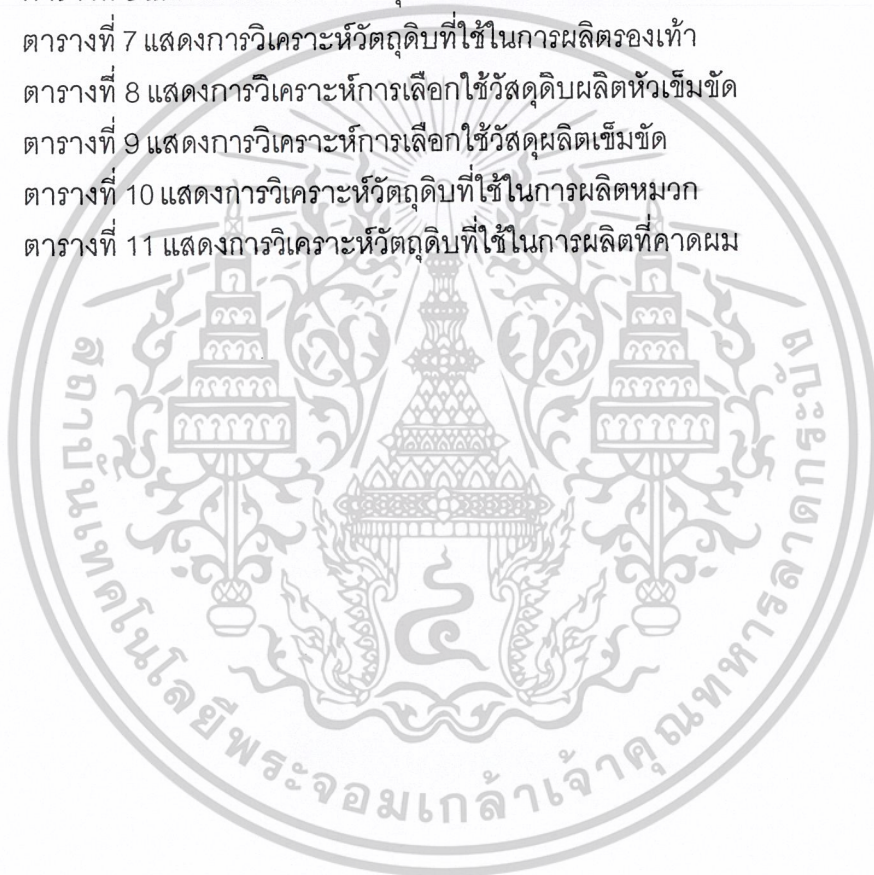 ตารางที่ 7 แสดงการวิเคราะห์วัตถุดิบที่ใช้ในการผลิตรองเท้า
ตารางที่ 8 แสดงการวิเคราะห์การเลือกใช้วัสดุดิบผลิตหัวเข็มขัด
ตารางที่ 9 แสดงการวิเคราะห์การเลือกใช้วัสดุผลิตเข็มขัด
ตารางที่ 10 แสดงการวิเคราะห์วัตถุดิบที่ใช้ในการผลิตหมวก
ตารางที่ 11 แสดงการวิเคราะห์วัตถุดิบที่ใช้ในการผลิตที่คาดผม
สถาบันเทคโนโลยีพระจอมเกล้าเจ้าคุณทหารลาดกระบัง